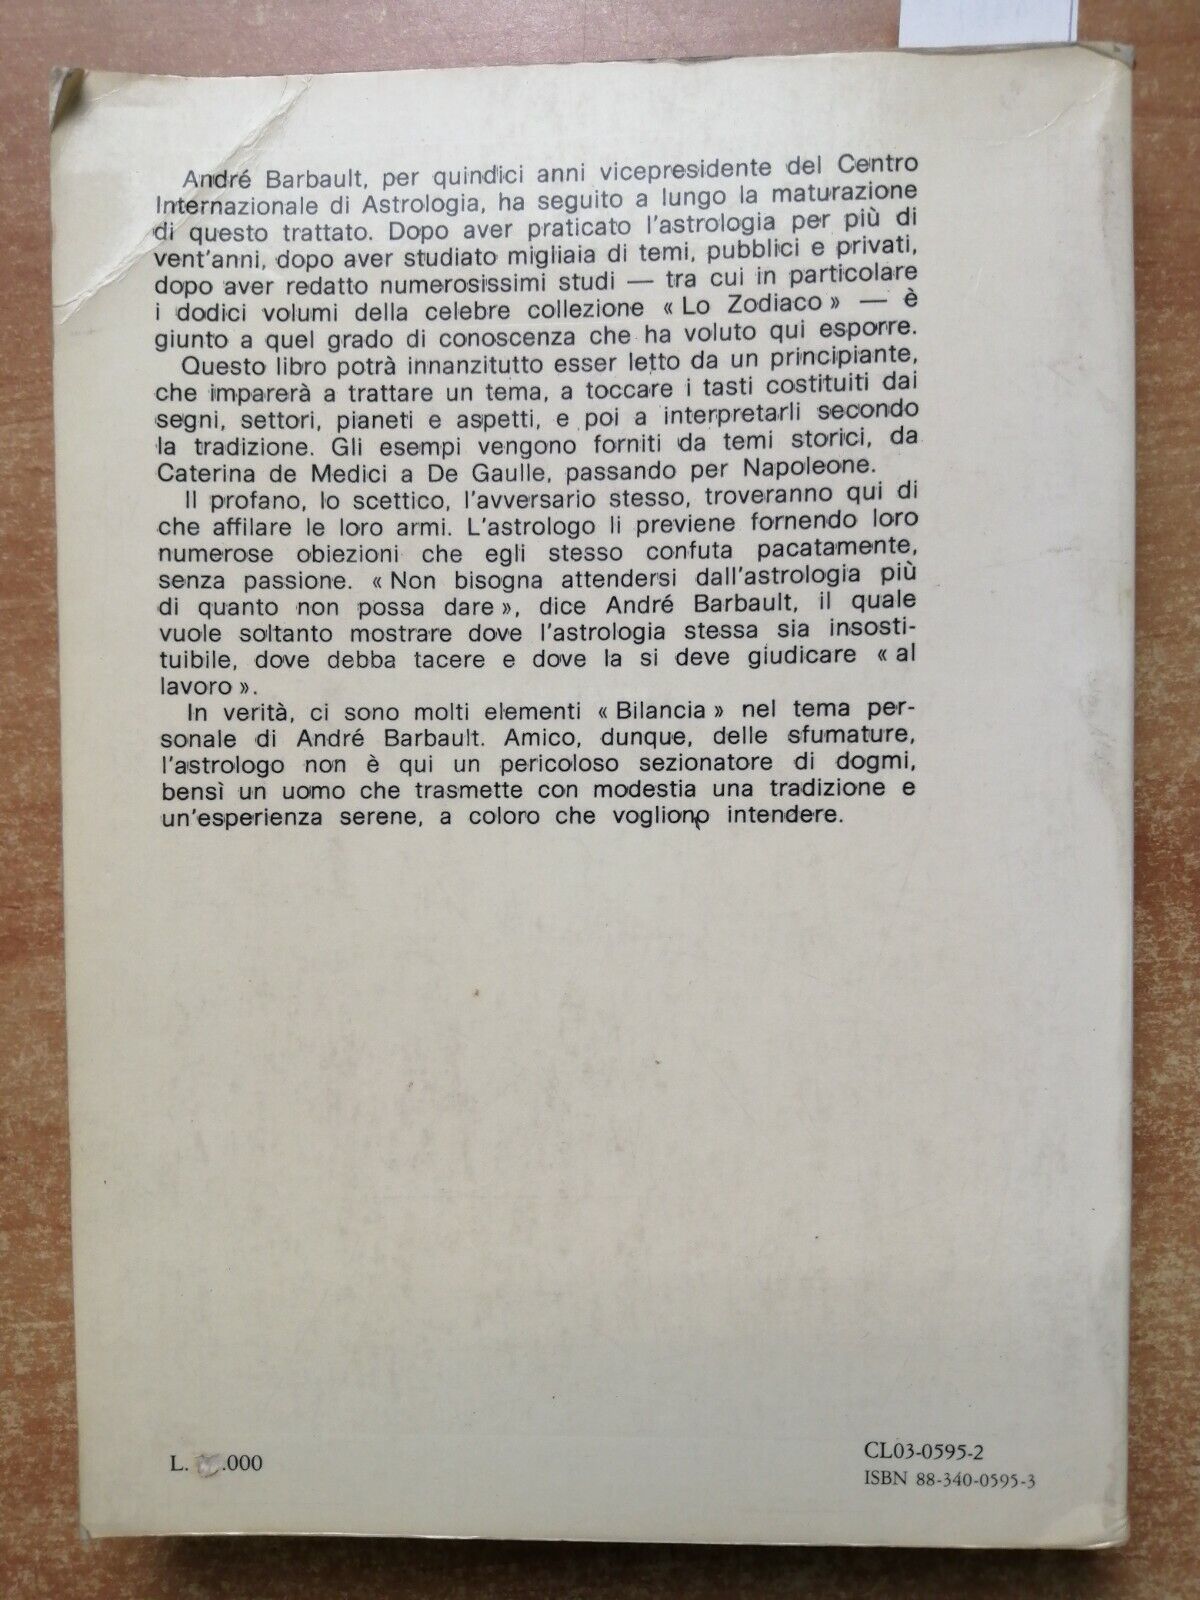 André Barbault, per quindici anni vicepresidente del Centro
Internazionale di Astrologia, ha seguito a lungo la maturazione
di questo trattato. Dopo aver praticato l'astrologia per più di
vent'anni, dopo aver studiato migliaia di temi, pubblici e privati,
dopo aver redatto numerosissimi studi — tra cui in particolare
i dodici volumi della celebre collezione « Lo Zodiaco » — è
giunto a quel grado di conoscenza che ha voluto qui esporre.
Questo libro potrà innanzitutto esser letto da un principiante,
che imparerà a trattare un tema, a toccare i tasti costituiti dai
segni, settori, pianeti e aspetti, e poi a interpretarli secondo
la tradizione. Gli esempi vengono forniti da temi storici, da
Caterina de Medici a De Gaulle, passando per Napoleone.
Il profano, lo scettico, l'avversario stesso, troveranno qui di
che affilare le loro armi. L'astrologo li previene fornendo loro
numerose obiezioni che egli stesso confuta pacatamente,
senza passione. « Non bisogna attendersi dall'astrologia più
di quanto non possa dare », dice André Barbault, il quale
vuole soltanto mostrare dove l'astrologia stessa sia insosti-
tuibile, dove debba tacere e dove la si deve giudicare « al
lavoro ».
In verità, ci sono molti elementi « Bilancia » nel tema per-
sonale di André Barbault. Amico, dunque, delle sfumature,
l'astrologo non è qui un pericoloso sezionatore di dogmi,
bensì un uomo che trasmette con modestia una tradizione e
un'esperienza serene, a coloro che vogliono intendere.
L. .000
CL03-0595-2
ISBN 88-340-0595-3